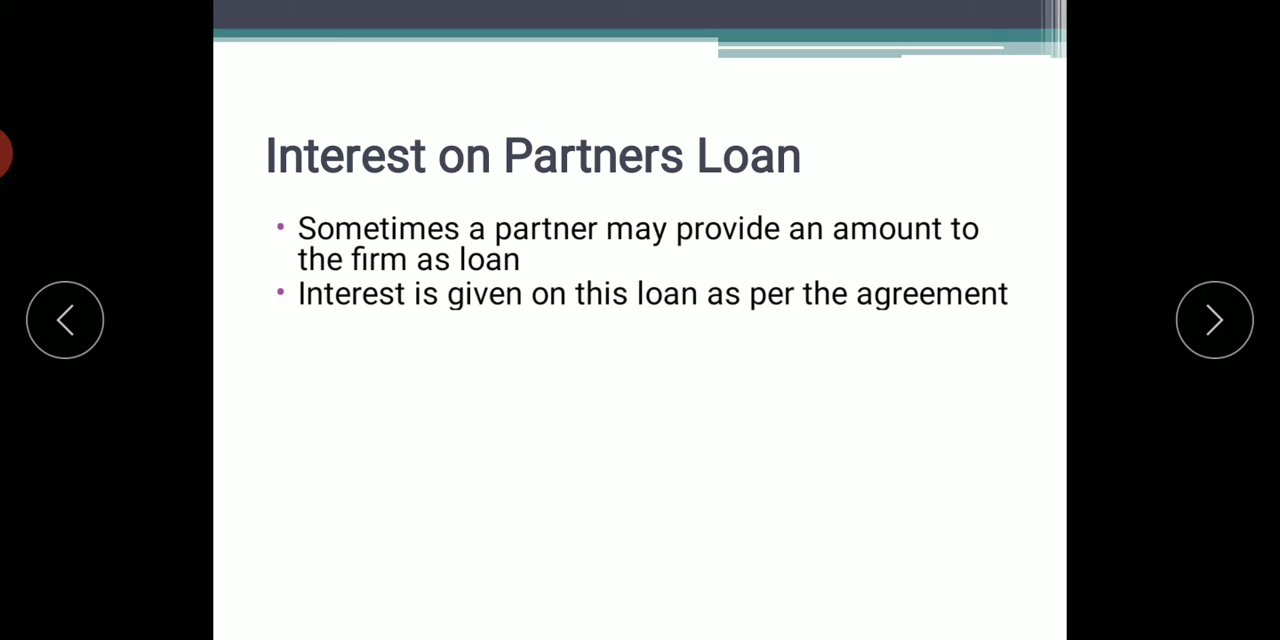 Interest on Partners Loan
• Sometimes a partner may provide an amount to
the firm as loan
• Interest is given on this loan as per the agreement